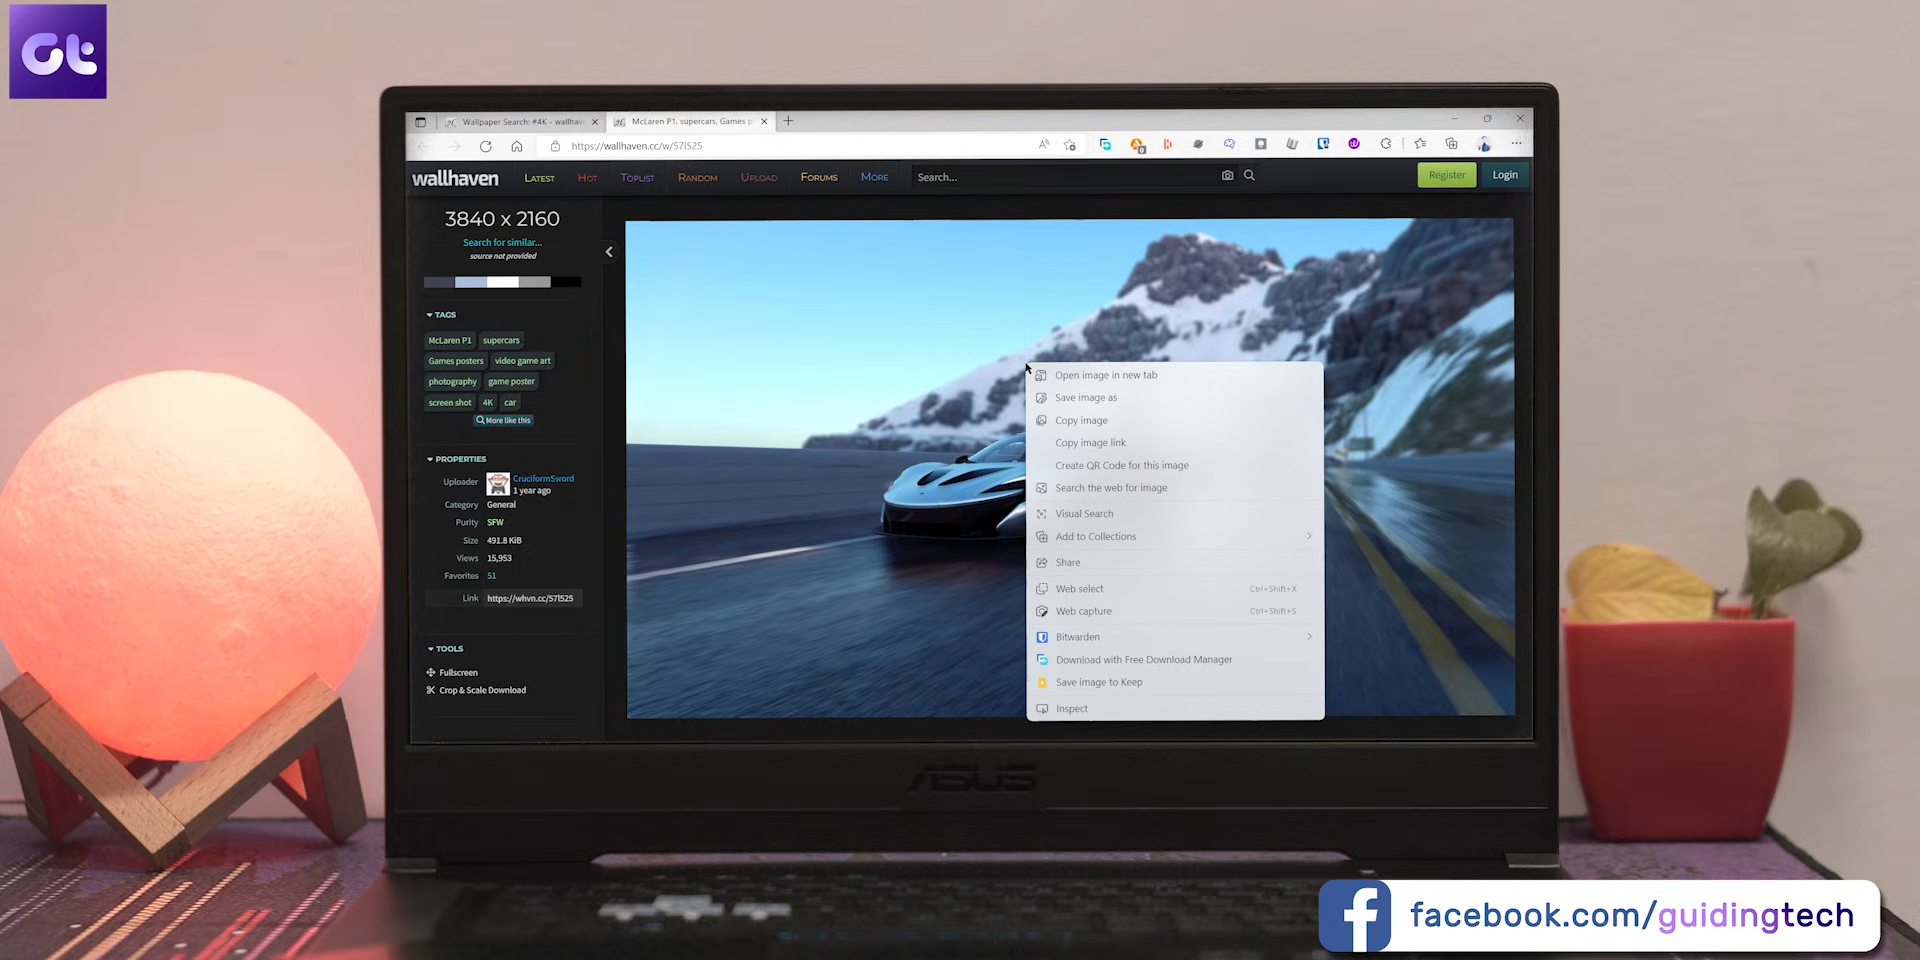 Gt
Wallpaper Search: #4K - wallhav
McLaren P1, supercars, Games p
https://wallhaven.cc/w/57l525
wallhaven
LATEST
HOT
TOPLIST
RANDOM
UPLOAD
FORUMS
MORE
Search...
Register
Login
3840 x 2160
Search for similar...
source not provided
TAGS
McLaren P1 supercars
Games posters video game art
photography game poster
screen shot 4K car
More like this
PROPERTIES
Uploader CruciformSword
1 year ago
Category General
Purity SFW
Size 491.8 KiB
Views 15,953
Favorites 51
Link https://whvn.cc/57l525
TOOLS
Fullscreen
Crop & Scale Download
Open image in new tab
Save image as
Copy image
Copy image link
Create QR Code for this image
Search the web for image
Visual Search
Add to Collections
Share
Web select Ctrl+Shift+X
Web capture Ctrl+Shift+S
Bitwarden
Download with Free Download Manager
Save image to Keep
Inspect
ASUS
facebook.com/guidingtech